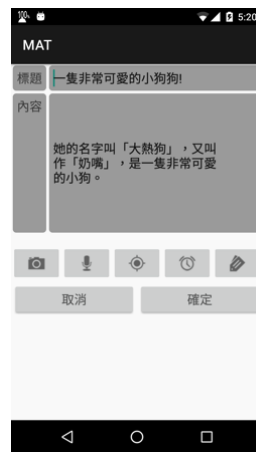 100%
5:20
MAT
標題
一隻非常可愛的小狗狗!
內容
她的名字叫「大熱狗」，又叫
作「奶嘴」，是一隻非常可愛
的小狗。
取消
確定